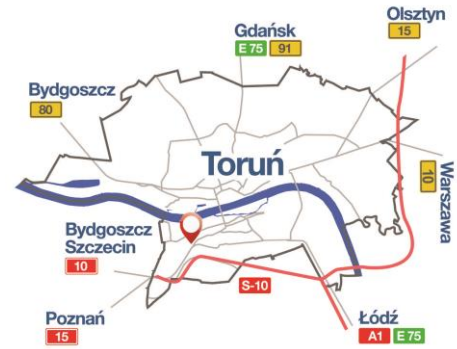 Olsztyn
15
Gdańsk
E 75 91
Bydgoszcz
80
Toruń
10
Warszawa
Bydgoszcz
Szczecin
10
S-10
Poznań
15
Łódź
A1 E 75